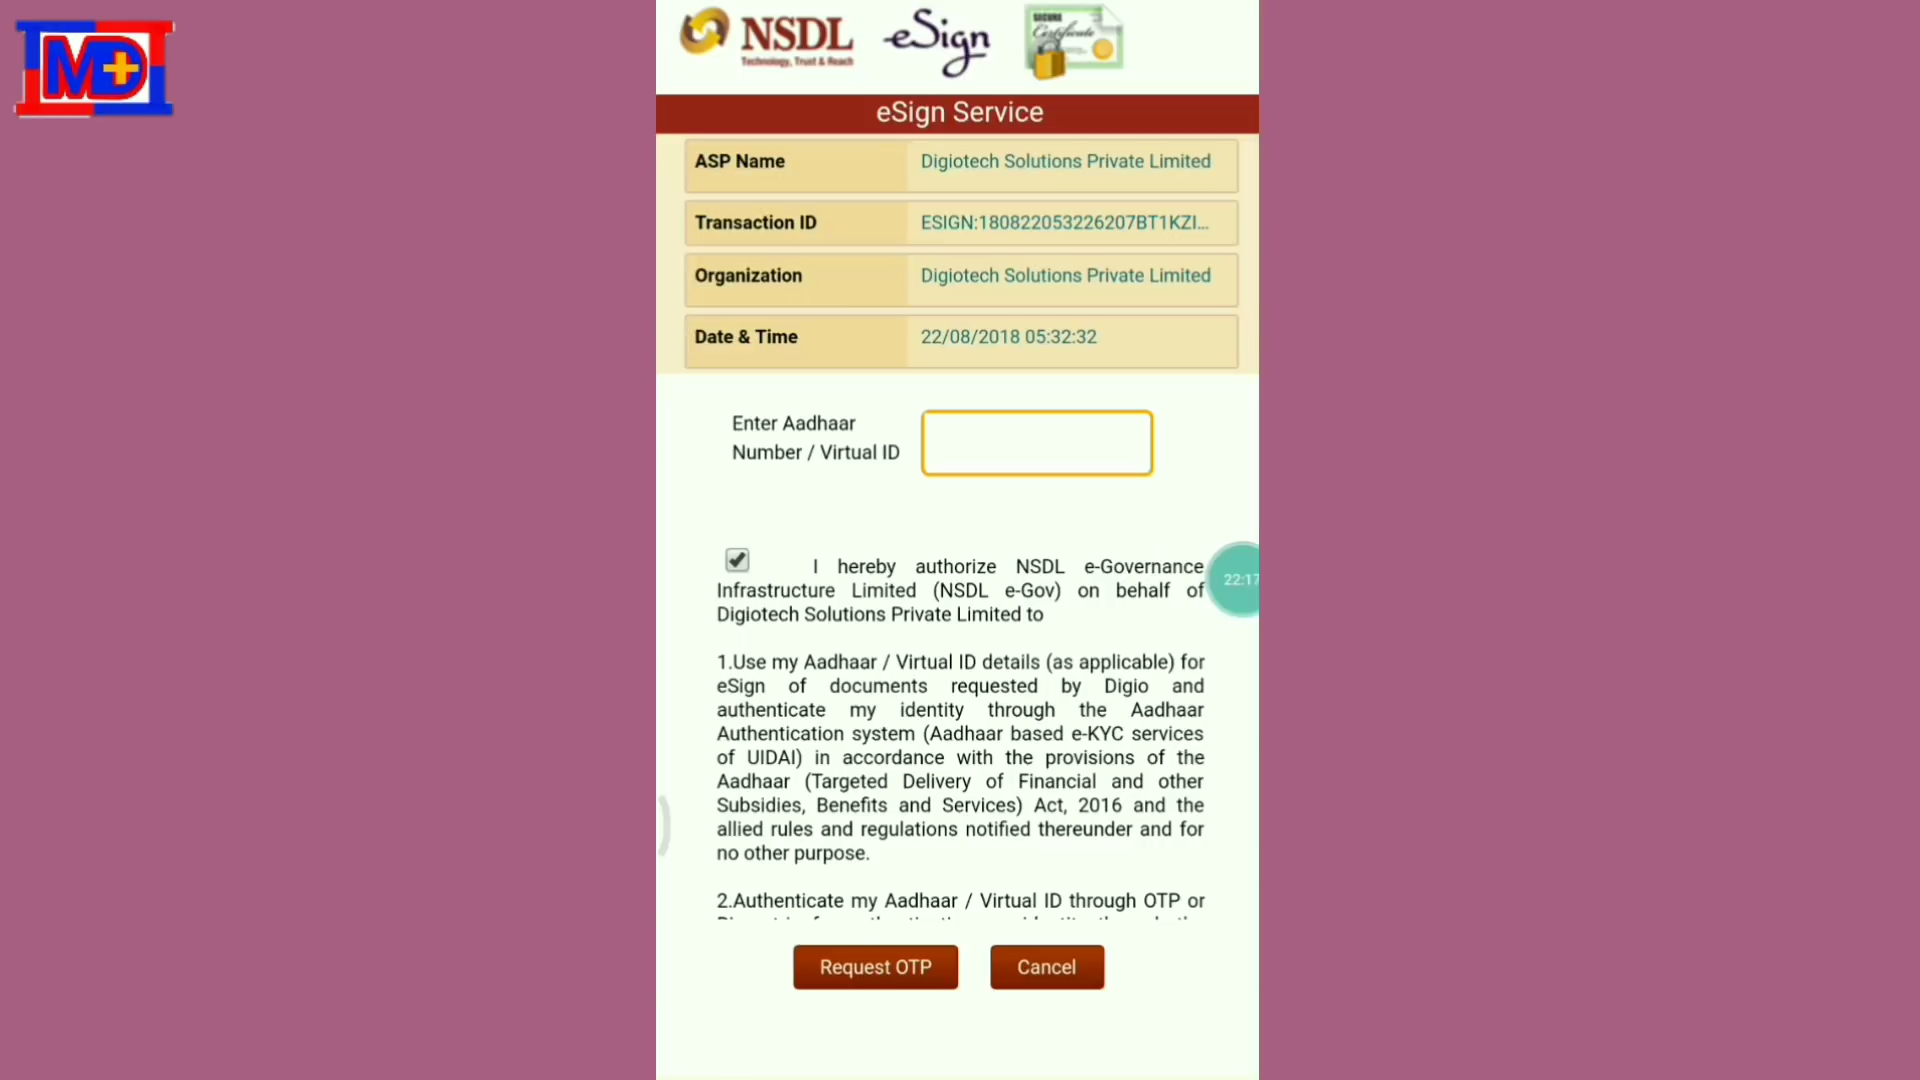 MD+
NSDL
Technology, Trust & Reach
eSign
SECURE
Certificate
eSign Service
ASP Name Digiotech Solutions Private Limited
Transaction ID ESIGN:180822053226207BT1KZI...
Organization Digiotech Solutions Private Limited
Date & Time 22/08/2018 05:32:32
Enter Aadhaar
Number / Virtual ID
I hereby authorize NSDL e-Governance
Infrastructure Limited (NSDL e-Gov) on behalf of
Digiotech Solutions Private Limited to
22:17
1.Use my Aadhaar / Virtual ID details (as applicable) for
eSign of documents requested by Digio and
authenticate my identity through the Aadhaar
Authentication system (Aadhaar based e-KYC services
of UIDAI) in accordance with the provisions of the
Aadhaar (Targeted Delivery of Financial and other
Subsidies, Benefits and Services) Act, 2016 and the
allied rules and regulations notified thereunder and for
no other purpose.
2.Authenticate my Aadhaar / Virtual ID through OTP or
Request OTP Cancel